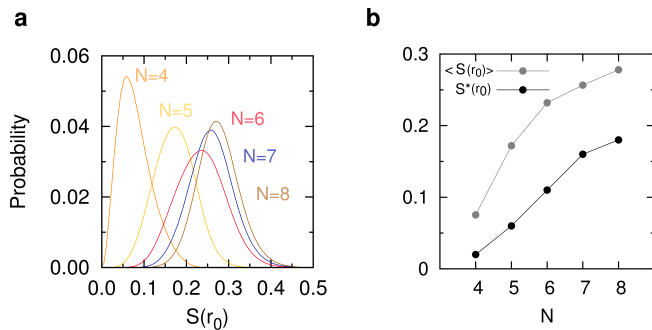 a
0.06
0.04
0.02
0.00
Probability
N=4
N=5
N=6
N=7
N=8
0.0 0.1 0.2 0.3 0.4 0.5
S(r0)
b
0.3
0.2
0.1
0
<S(r0)>
S*(r0)
4 5 6 7 8
N